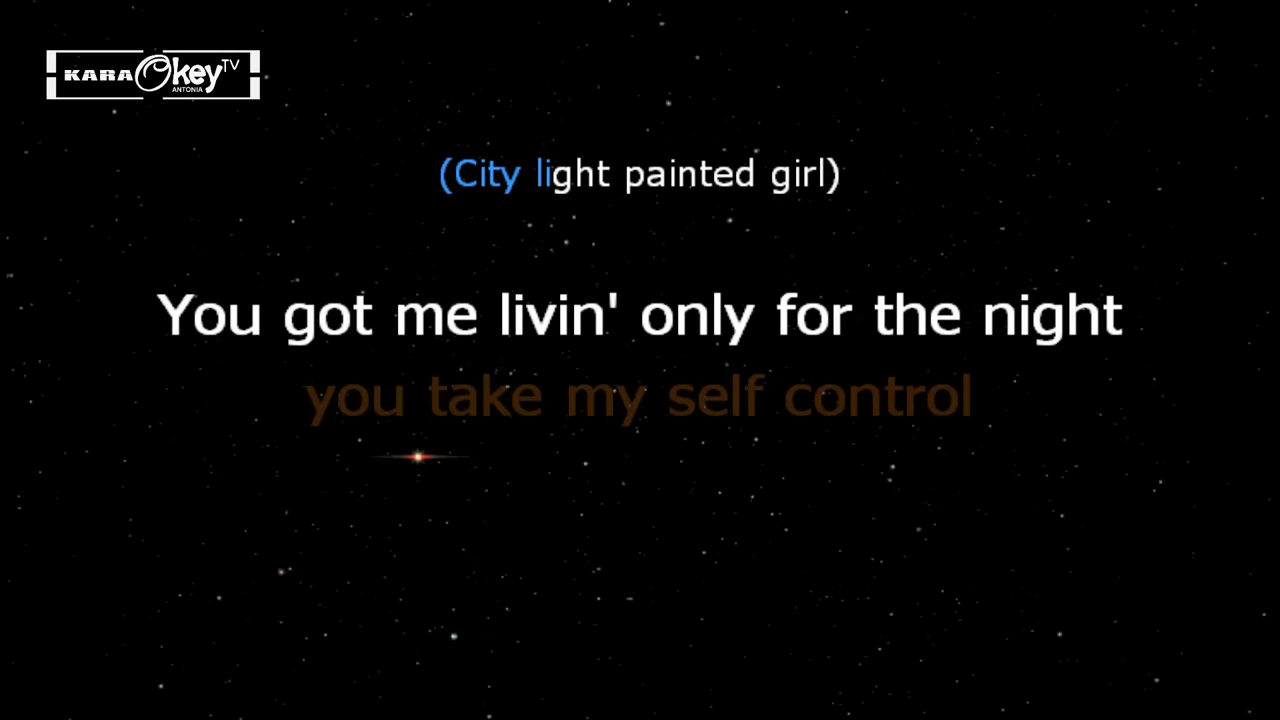 KARAOkeyTV
ANTONIA
(City light painted girl)
You got me livin' only for the night
you take my self control